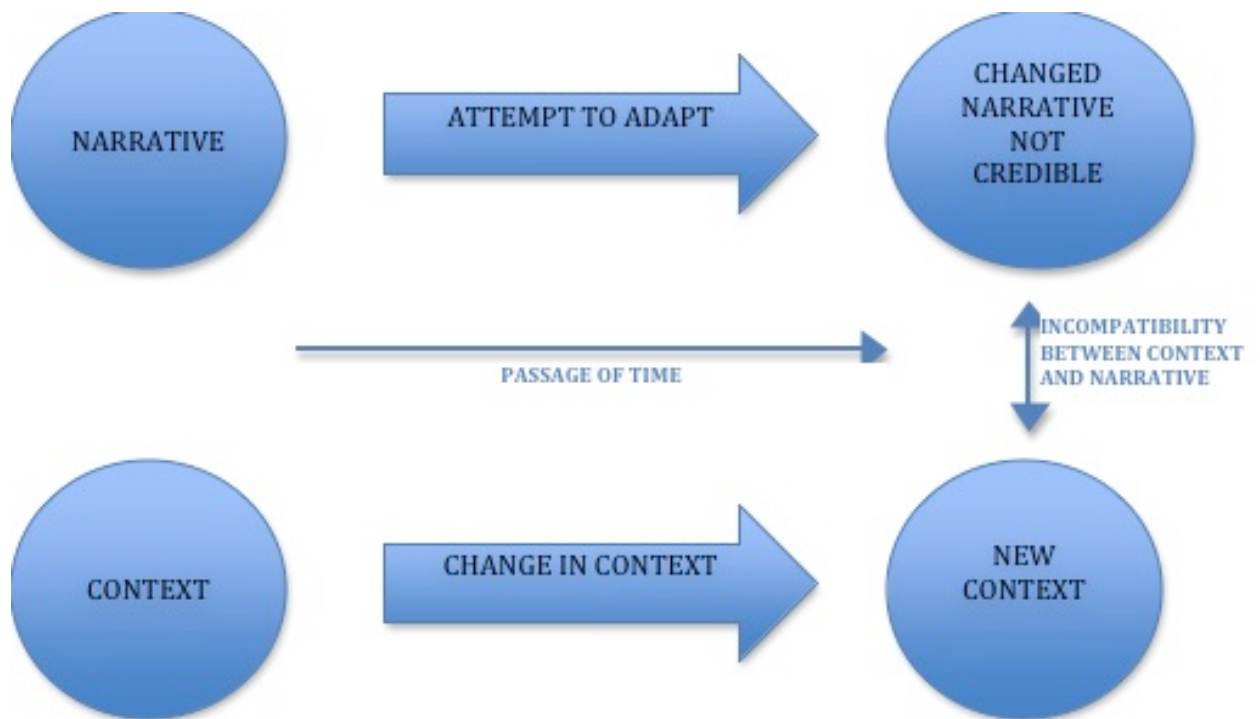 NARRATIVE
ATTEMPT TO ADAPT
CHANGED
NARRATIVE
NOT
CREDIBLE
PASSAGE OF TIME
INCOMPATIBILITY
BETWEEN CONTEXT
AND NARRATIVE
CONTEXT
CHANGE IN CONTEXT
NEW
CONTEXT